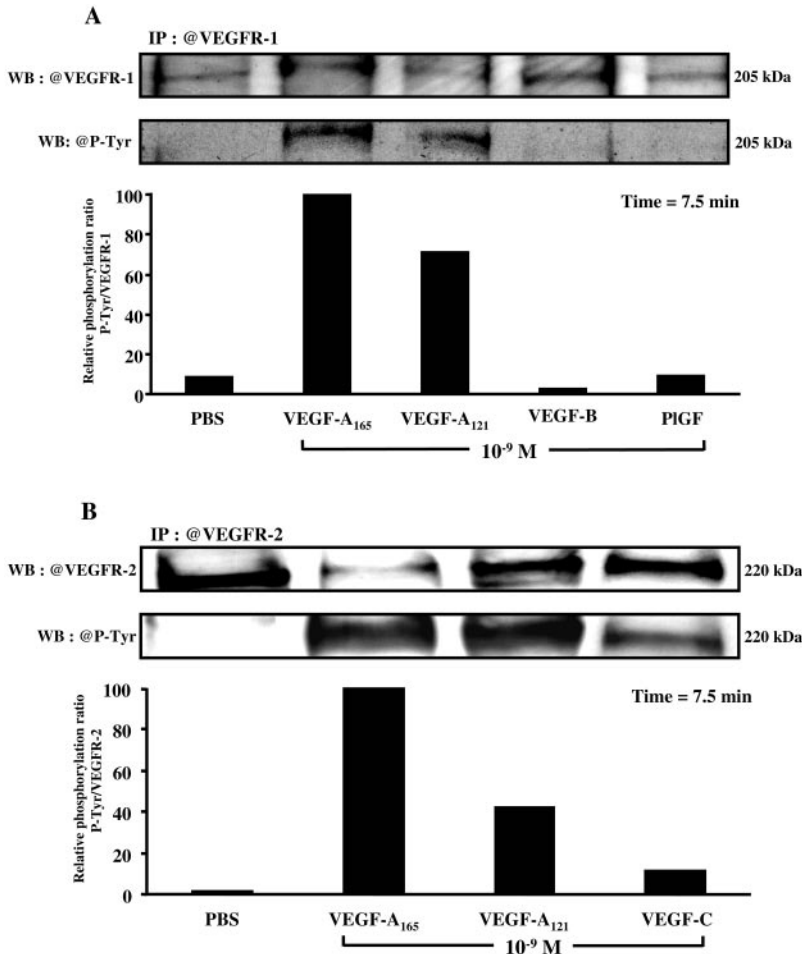 A
IP : @VEGFR-1
WB : @VEGFR-1
205 kDa
WB: @P-Tyr
205 kDa
Relative phosphorylation ratio
P-Tyr/VEGFR-1
100
80
60
40
20
0
Time = 7.5 min
PBS
VEGF-A165
VEGF-A121
VEGF-B
PlGF
10-9 M
B
IP : @VEGFR-2
WB : @VEGFR-2
220 kDa
WB : @P-Tyr
220 kDa
Relative phosphorylation ratio
P-Tyr/VEGFR-2
100
80
60
40
20
0
Time = 7.5 min
PBS
VEGF-A165
VEGF-A121
VEGF-C
10-9 M